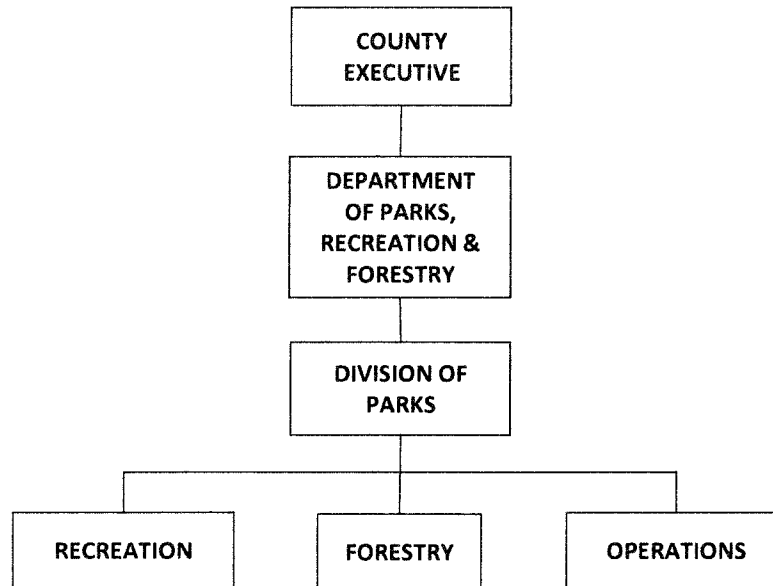 COUNTY
EXECUTIVE
DEPARTMENT
OF PARKS,
RECREATION &
FORESTRY
DIVISION OF
PARKS
RECREATION
FORESTRY
OPERATIONS